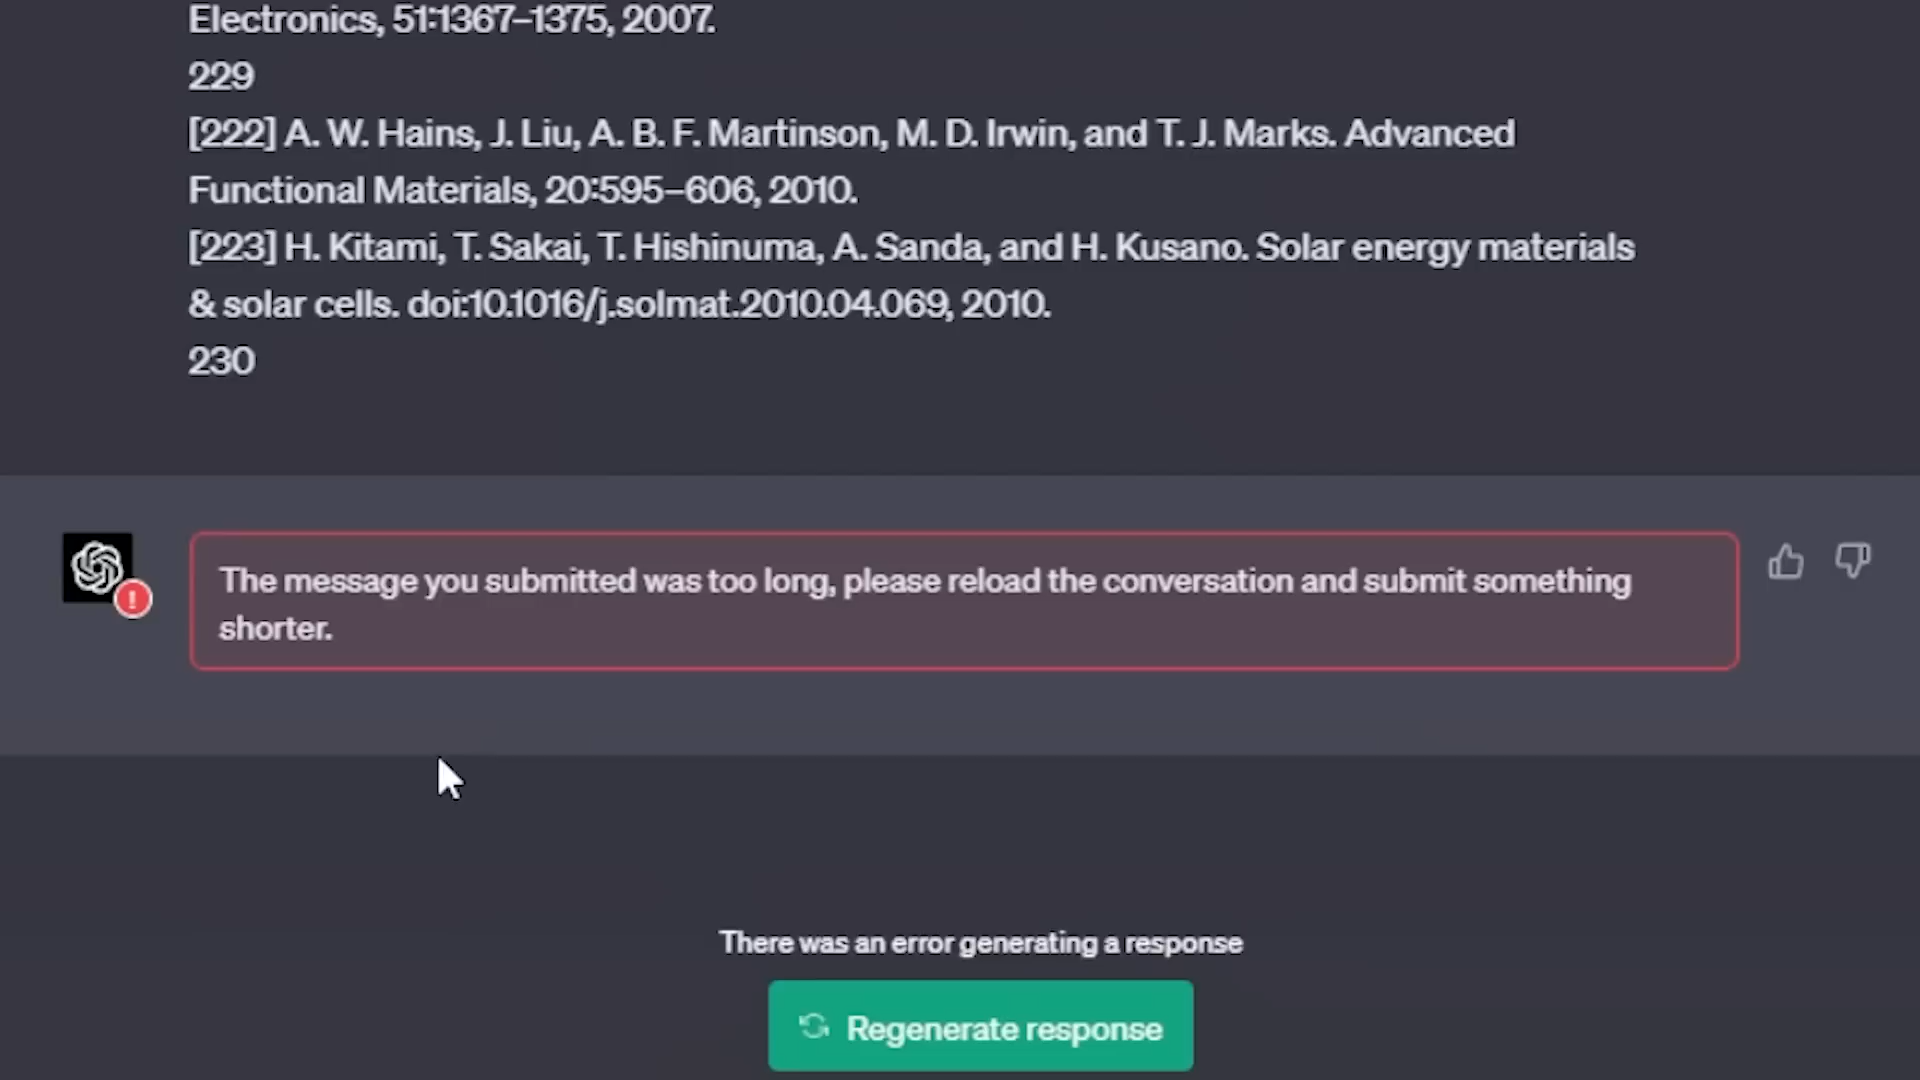 Electronics, 51:1367–1375, 2007.
229
[222] A. W. Hains, J. Liu, A. B. F. Martinson, M. D. Irwin, and T. J. Marks. Advanced
Functional Materials, 20:595–606, 2010.
[223] H. Kitami, T. Sakai, T. Hishinuma, A. Sanda, and H. Kusano. Solar energy materials
& solar cells. doi:10.1016/j.solmat.2010.04.069, 2010.
230
The message you submitted was too long, please reload the conversation and submit something
shorter.
There was an error generating a response
Regenerate response